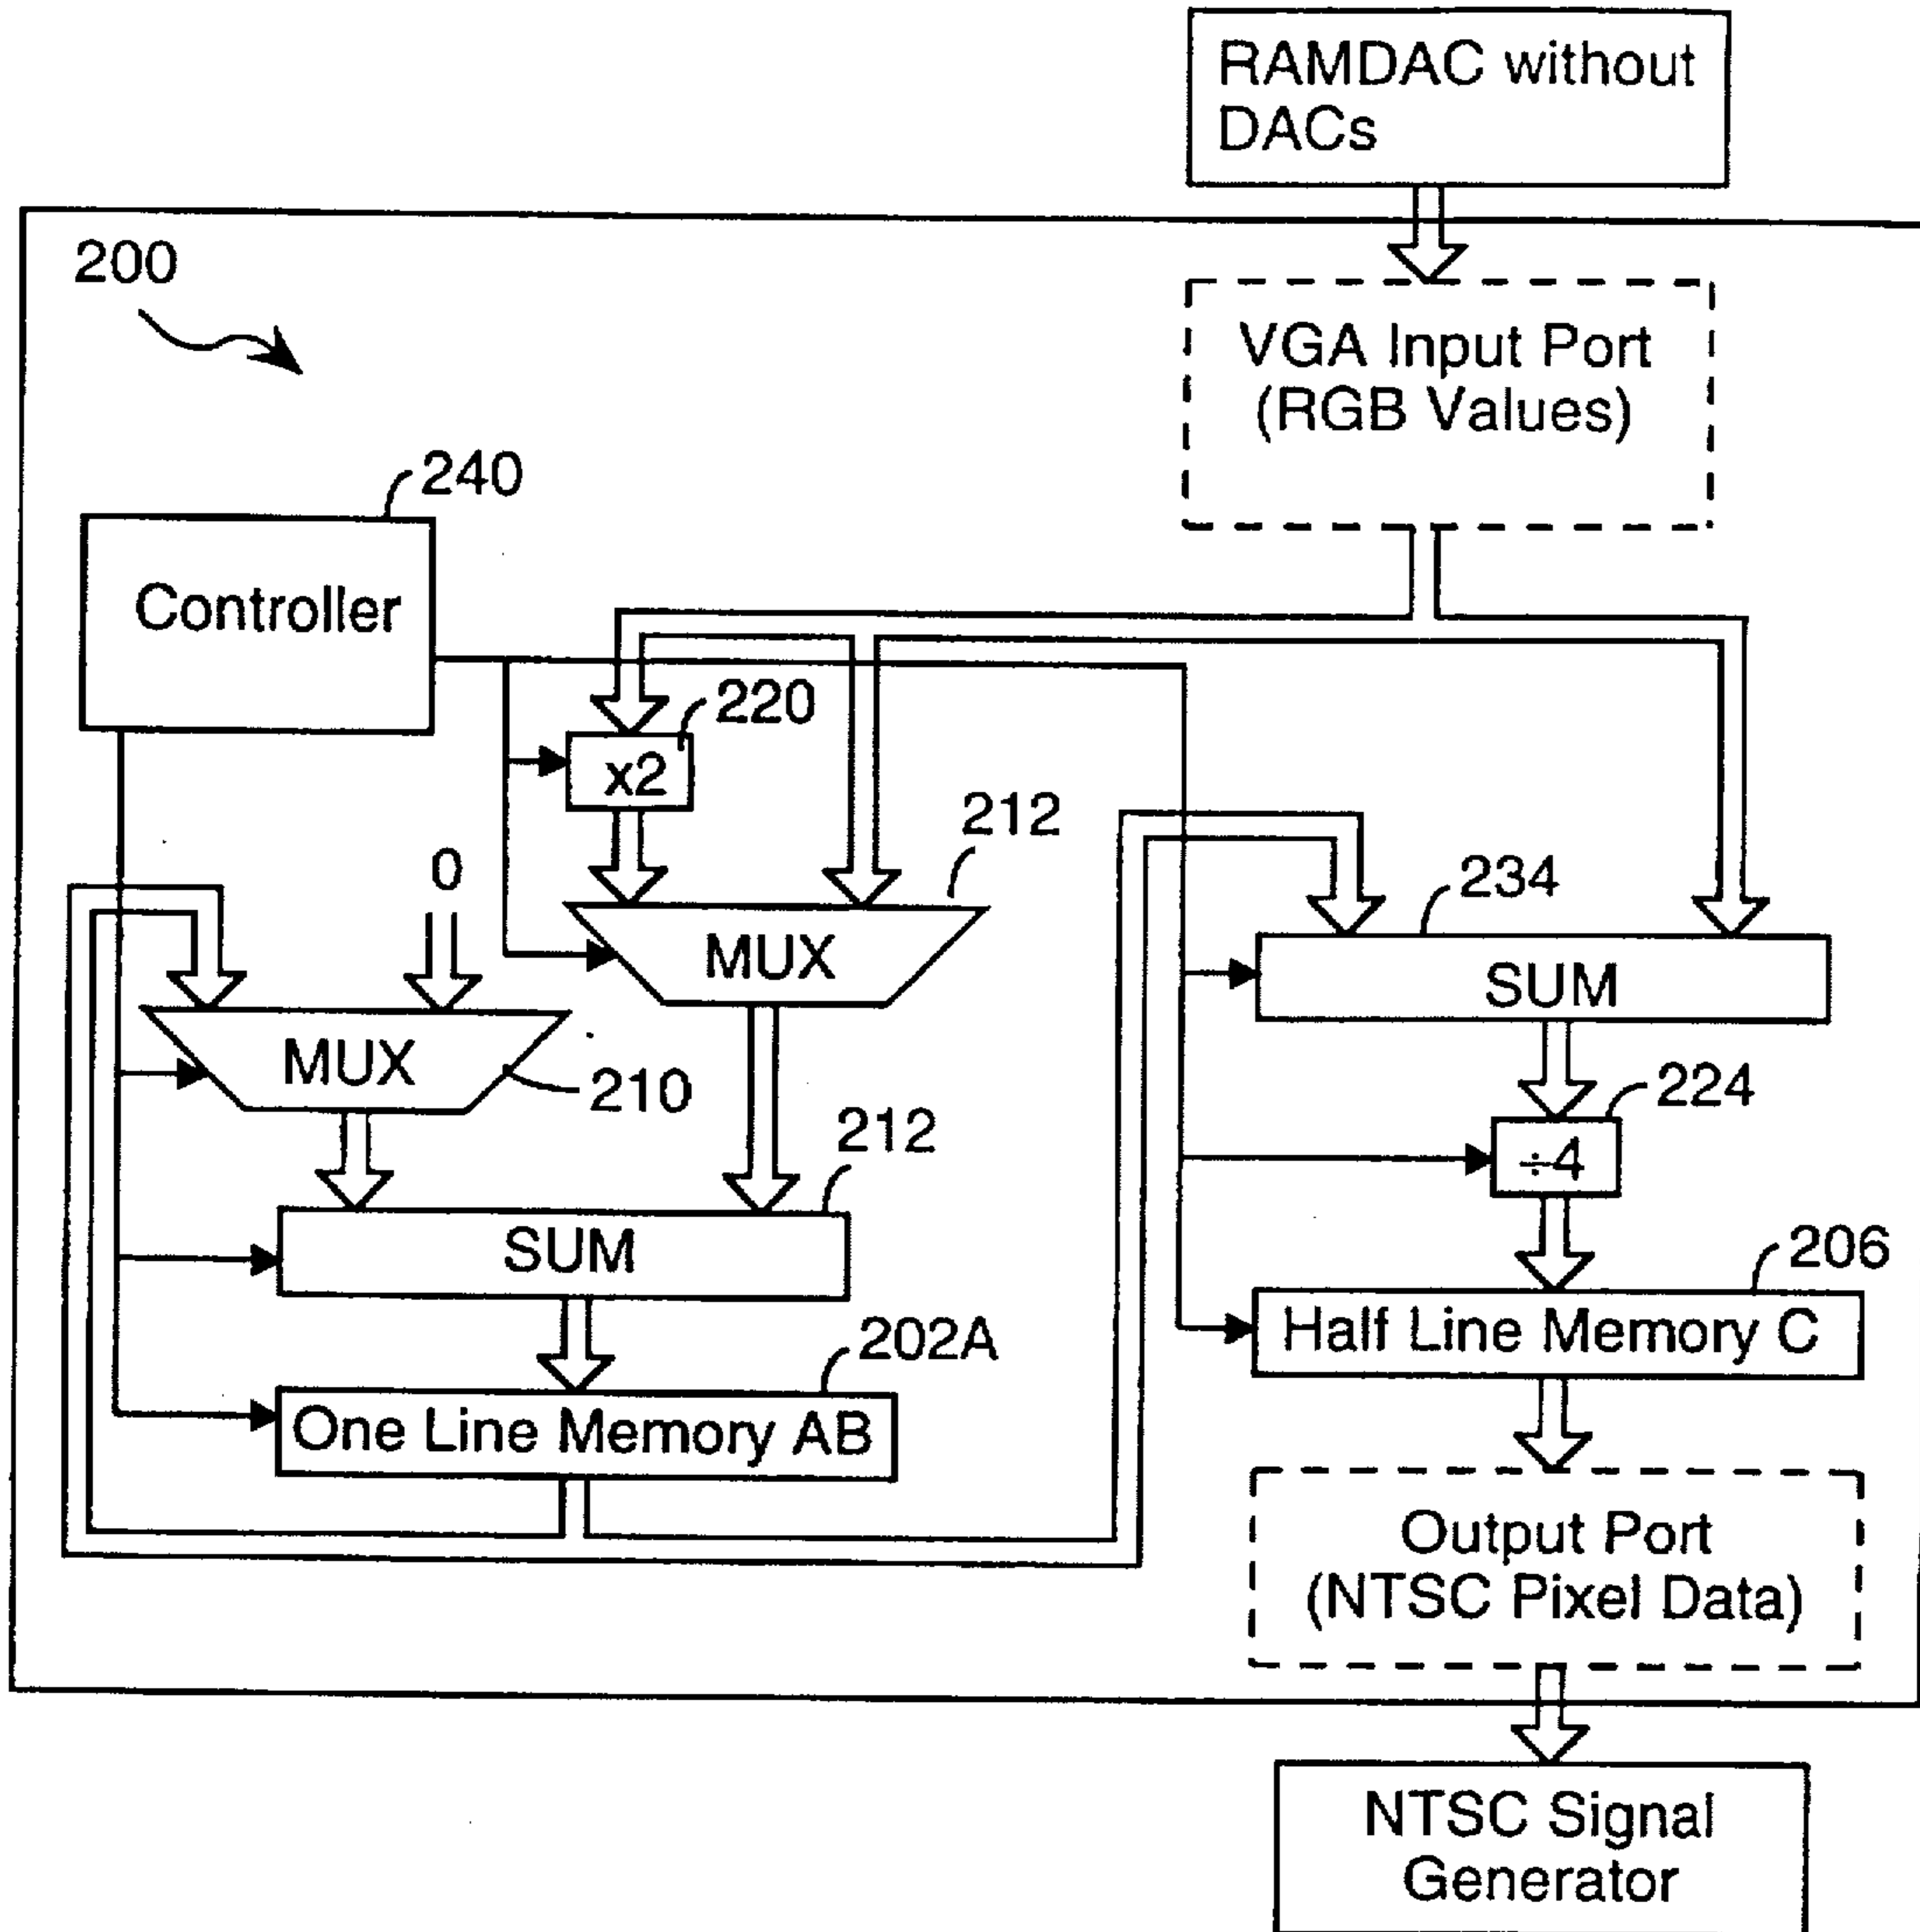 RAMDAC without
DACs
200
VGA Input Port
(RGB Values)
240
Controller
220
x2
212
0
234
MUX
SUM
MUX
210
224
212
÷4
SUM
206
Half Line Memory C
202A
One Line Memory AB
Output Port
(NTSC Pixel Data)
NTSC Signal
Generator